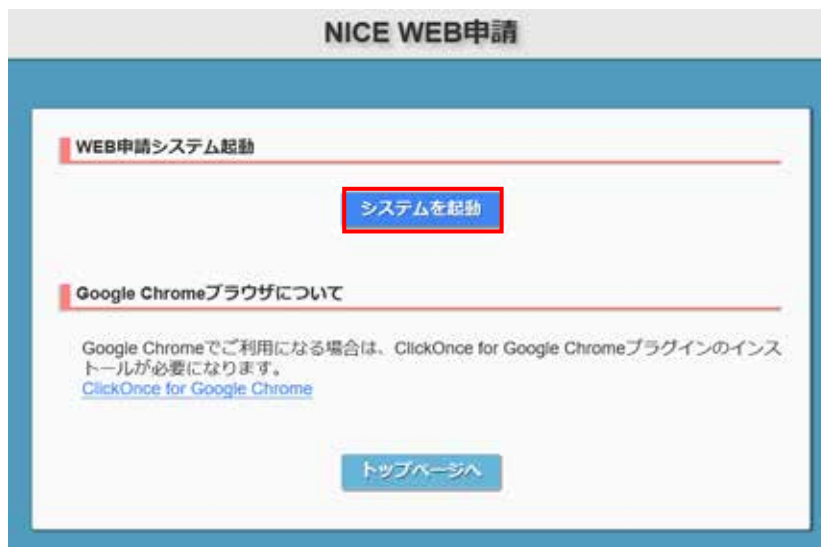 NICE WEB申請
WEB申請システム起動
システムを起動
Google Chromeブラウザについて
Google Chromeでご利用になる場合は、ClickOnce for Google Chromeプラグインのインス
トールが必要になります。
ClickOnce for Google Chrome
トップページへ